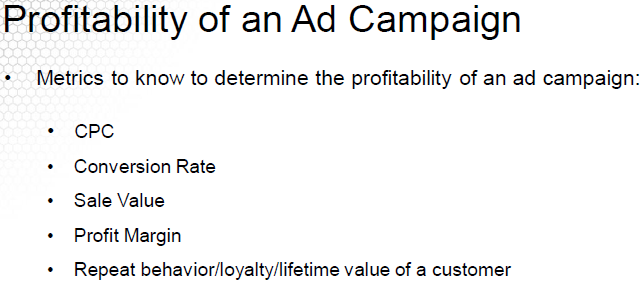 Profitability of an Ad Campaign
• Metrics to know to determine the profitability of an ad campaign:
• CPC
• Conversion Rate
• Sale Value
• Profit Margin
• Repeat behavior/loyalty/lifetime value of a customer